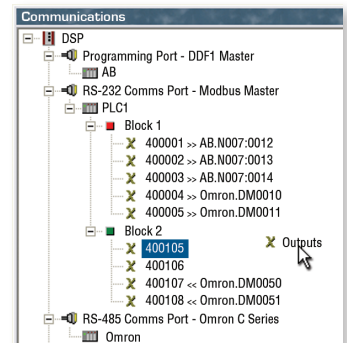 Communications
DSP
Programming Port - DDF1 Master
AB
RS-232 Comms Port - Modbus Master
PLC1
Block 1
400001 >> AB.N007:0012
400002 >> AB.N007:0013
400003 >> AB.N007:0014
400004 >> Omron.DM0010
400005 >> Omron.DM0011
Block 2
400105
Outputs
400106
400107 << Omron.DM0050
400108 << Omron.DM0051
RS-485 Comms Port - Omron C Series
Omron